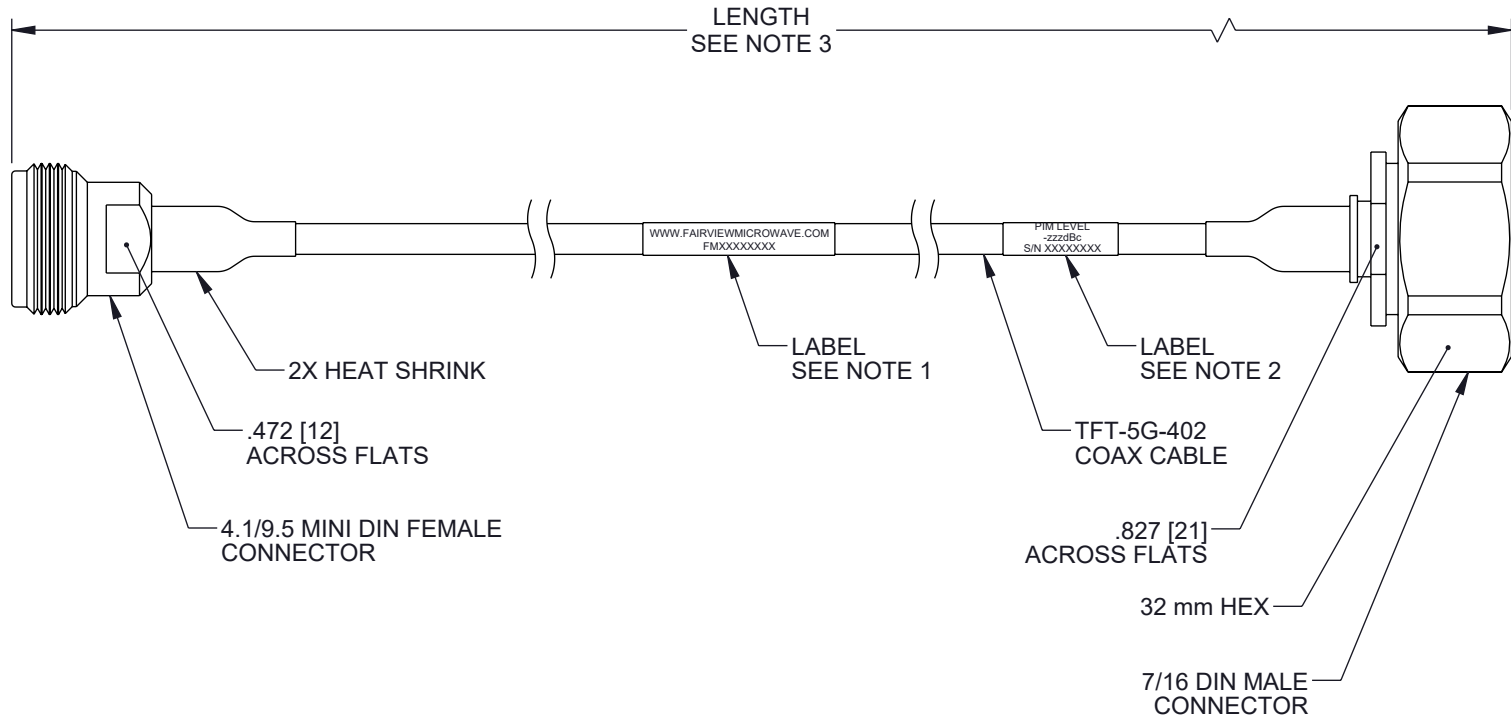 LENGTH
SEE NOTE 3
WWW.FAIRVIEWMICROWAVE.COM
FMXXXXXXXX
PIM LEVEL
-zzzdBc
S/N XXXXXXXX
2X HEAT SHRINK
LABEL
SEE NOTE 1
LABEL
SEE NOTE 2
.472 [12]
ACROSS FLATS
TFT-5G-402
COAX CABLE
4.1/9.5 MINI DIN FEMALE
CONNECTOR
.827 [21]
ACROSS FLATS
32 mm HEX
7/16 DIN MALE
CONNECTOR